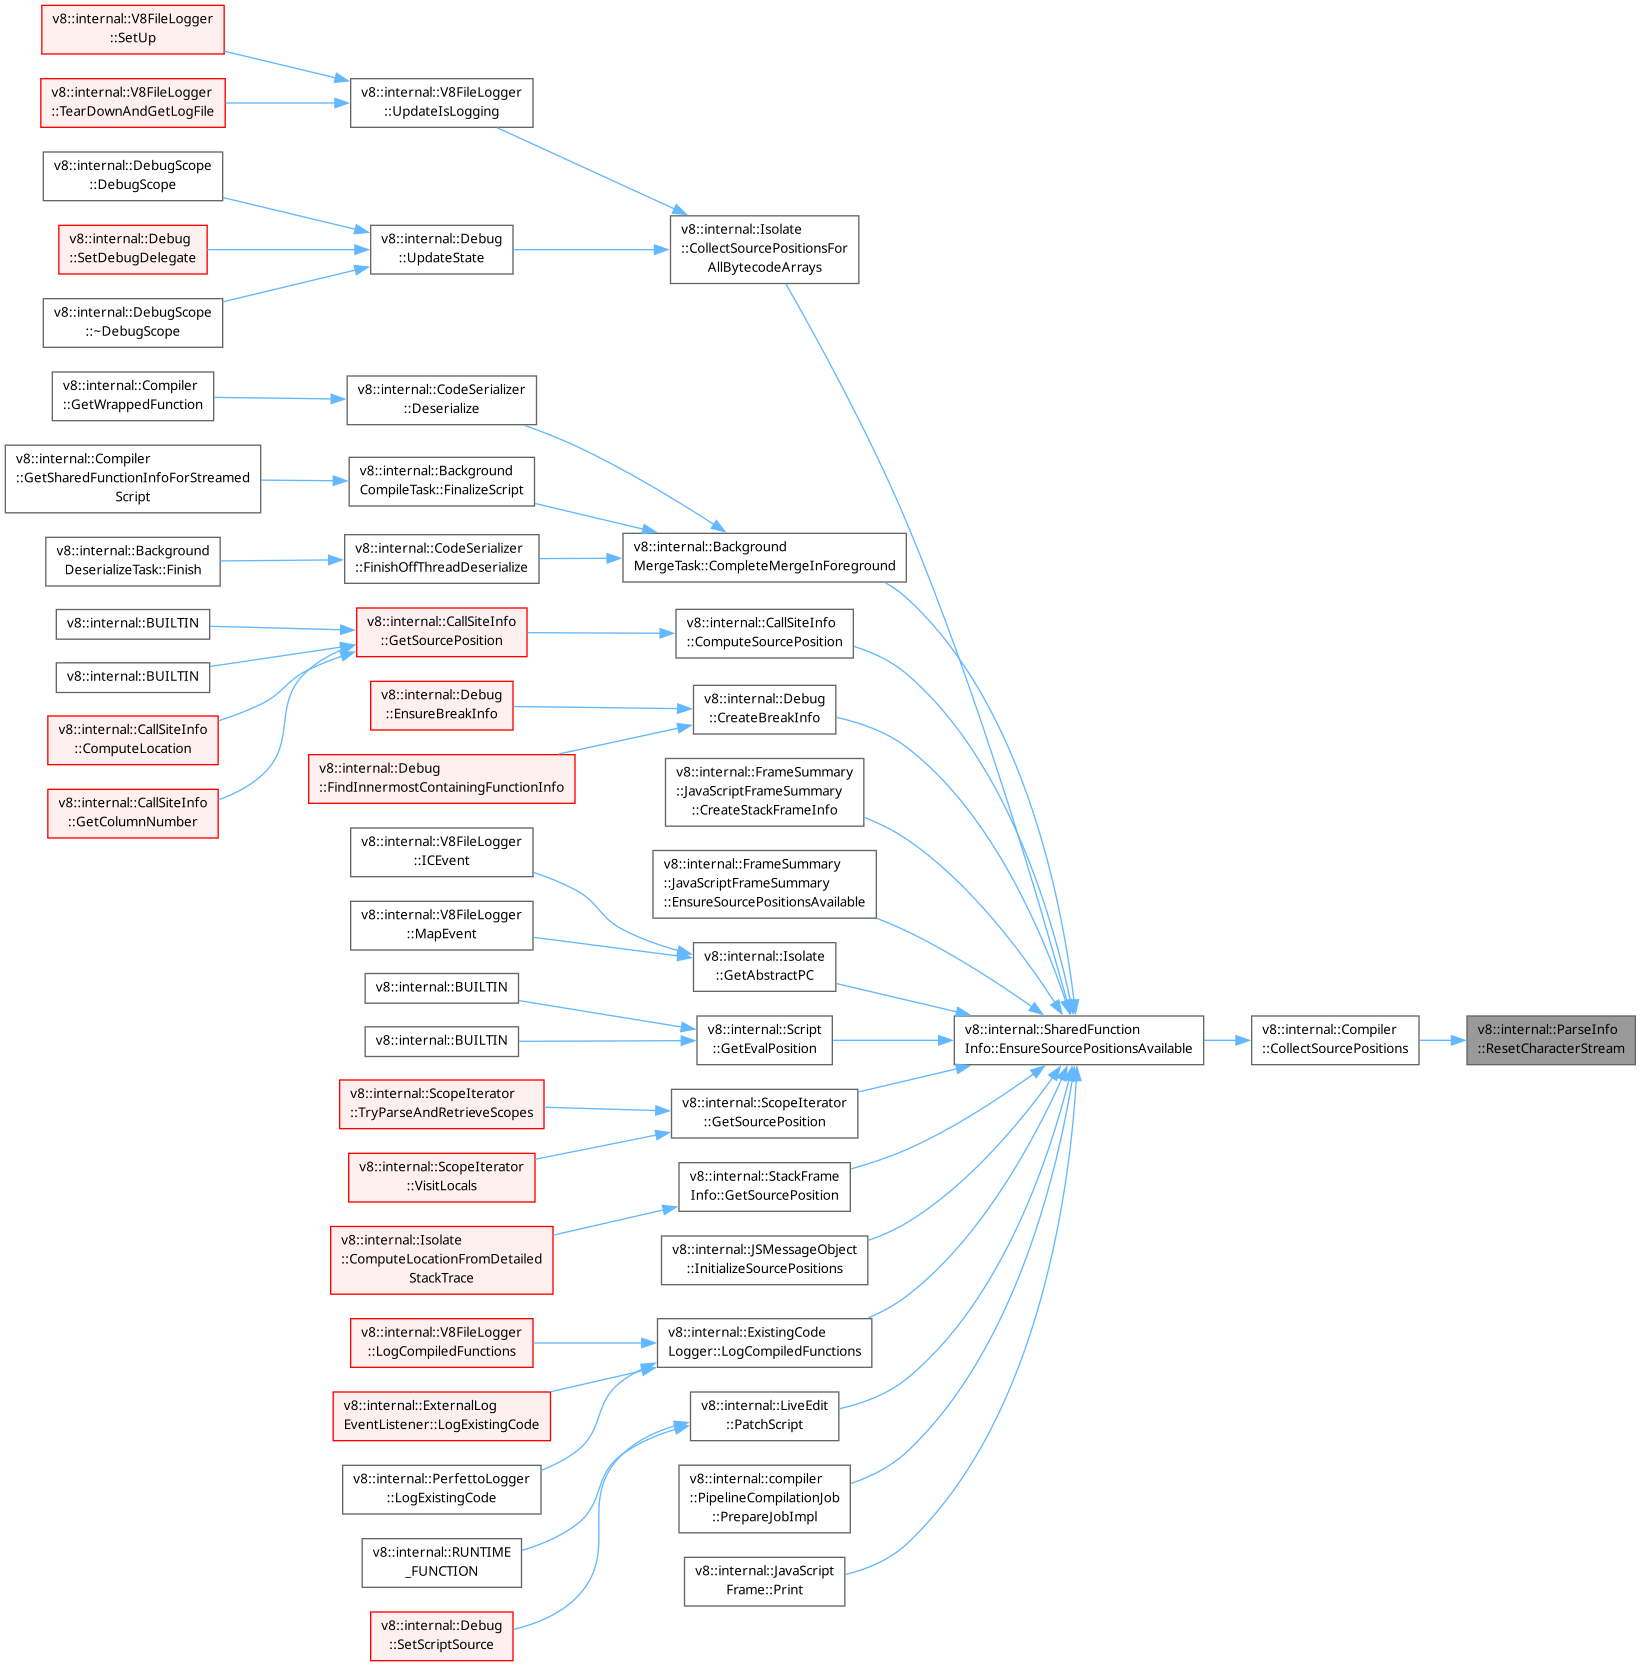 v8::internal::V8FileLogger
::SetUp
v8::internal::V8FileLogger
::TearDownAndGetLogFile
v8::internal::DebugScope
::DebugScope
v8::internal::Debug
::SetDebugDelegate
v8::internal::DebugScope
::~DebugScope
v8::internal::Compiler
::GetWrappedFunction
v8::internal::Compiler
::GetSharedFunctionInfoForStreamed
Script
v8::internal::Background
DeserializeTask::Finish
v8::internal::BUILTIN
v8::internal::BUILTIN
v8::internal::CallSiteInfo
::ComputeLocation
v8::internal::CallSiteInfo
::GetColumnNumber
v8::internal::V8FileLogger
::UpdateIsLogging
v8::internal::Debug
::UpdateState
v8::internal::CodeSerializer
::Deserialize
v8::internal::Background
CompileTask::FinalizeScript
v8::internal::CodeSerializer
::FinishOffThreadDeserialize
v8::internal::CallSiteInfo
::GetSourcePosition
v8::internal::Debug
::EnsureBreakInfo
v8::internal::Debug
::FindInnermostContainingFunctionInfo
v8::internal::V8FileLogger
::ICEvent
v8::internal::V8FileLogger
::MapEvent
v8::internal::BUILTIN
v8::internal::BUILTIN
v8::internal::ScopeIterator
::TryParseAndRetrieveScopes
v8::internal::ScopeIterator
::VisitLocals
v8::internal::Isolate
::ComputeLocationFromDetailed
StackTrace
v8::internal::V8FileLogger
::LogCompiledFunctions
v8::internal::ExternalLog
EventListener::LogExistingCode
v8::internal::PerfettoLogger
::LogExistingCode
v8::internal::RUNTIME
_FUNCTION
v8::internal::Debug
::SetScriptSource
v8::internal::Isolate
::CollectSourcePositionsFor
AllBytecodeArrays
v8::internal::Background
MergeTask::CompleteMergeInForeground
v8::internal::CallSiteInfo
::ComputeSourcePosition
v8::internal::Debug
::CreateBreakInfo
v8::internal::FrameSummary
::JavaScriptFrameSummary
::CreateStackFrameInfo
v8::internal::FrameSummary
::JavaScriptFrameSummary
::EnsureSourcePositionsAvailable
v8::internal::Isolate
::GetAbstractPC
v8::internal::Script
::GetEvalPosition
v8::internal::ScopeIterator
::GetSourcePosition
v8::internal::StackFrame
Info::GetSourcePosition
v8::internal::JSMessageObject
::InitializeSourcePositions
v8::internal::ExistingCode
Logger::LogCompiledFunctions
v8::internal::LiveEdit
::PatchScript
v8::internal::compiler
::PipelineCompilationJob
::PrepareJobImpl
v8::internal::JavaScript
Frame::Print
v8::internal::SharedFunction
Info::EnsureSourcePositionsAvailable
v8::internal::Compiler
::CollectSourcePositions
v8::internal::ParseInfo
::ResetCharacterStream